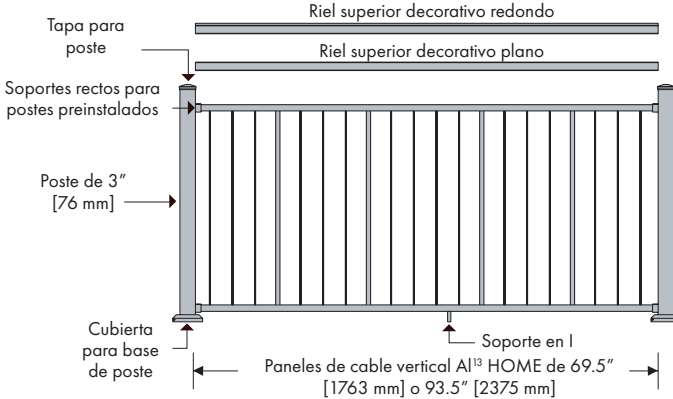 Riel superior decorativo redondo
Tapa para
poste
Riel superior decorativo plano
Soportes rectos para
postes preinstalados
Poste de 3”
[76 mm]
Cubierta
para base
de poste
Soporte en I
Paneles de cable vertical Al¹³ HOME de 69.5”
[1763 mm] o 93.5” [2375 mm]